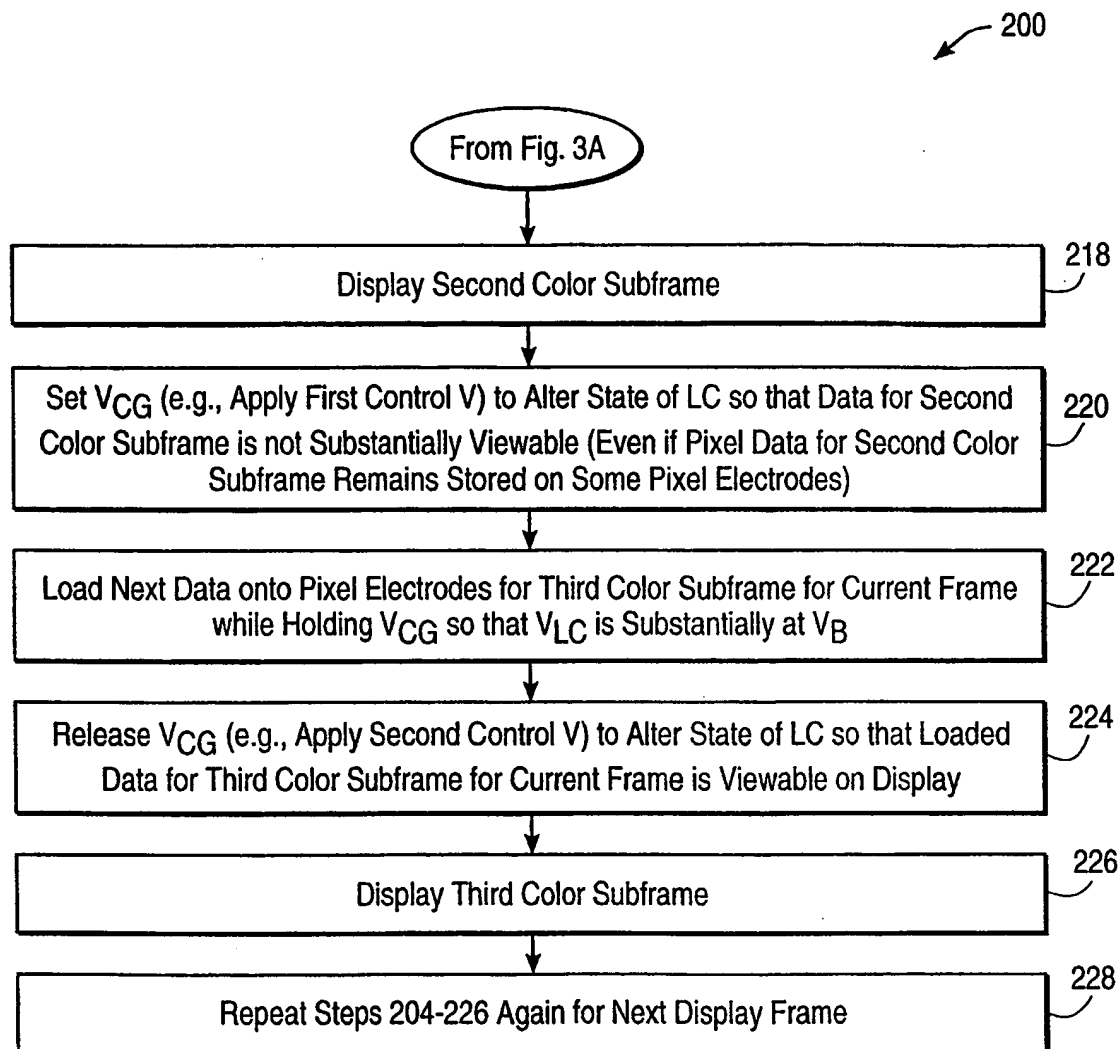 200
From Fig. 3A
Display Second Color Subframe
218
Set VCG (e.g., Apply First Control V) to Alter State of LC so that Data for Second
Color Subframe is not Substantially Viewable (Even if Pixel Data for Second Color
Subframe Remains Stored on Some Pixel Electrodes)
220
Load Next Data onto Pixel Electrodes for Third Color Subframe for Current Frame
while Holding VCG so that VLC is Substantially at VB
222
Release VCG (e.g., Apply Second Control V) to Alter State of LC so that Loaded
Data for Third Color Subframe for Current Frame is Viewable on Display
224
Display Third Color Subframe
226
Repeat Steps 204-226 Again for Next Display Frame
228